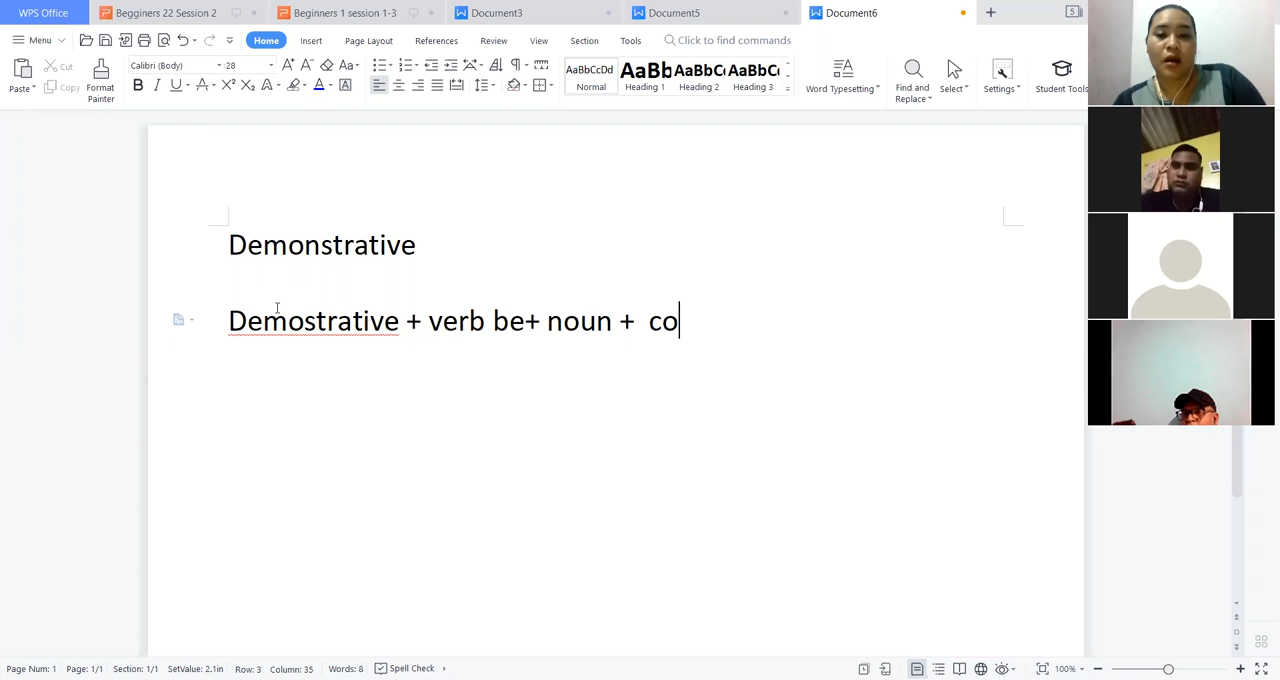 WPS Office Begginers 22 Session 2 Beginners 1 session 1-3 Document3 Document5 Document6 5
Menu Home Insert Page Layout References Review View Section Tools Click to find commands
Paste Cut Copy Format Painter Calibri (Body) 28 AaBbCcDd Normal AaBb Heading 1 AaBbCc Heading 2 AaBbCc Heading 3 Word Typesetting Find and Replace Select Settings Student Tools
Demonstrative
Demostrative + verb be+ noun + co
Page Num: 1 Page: 1/1 Section: 1/1 SetValue: 2.1in Row: 3 Column: 35 Words: 8 Spell Check 100%